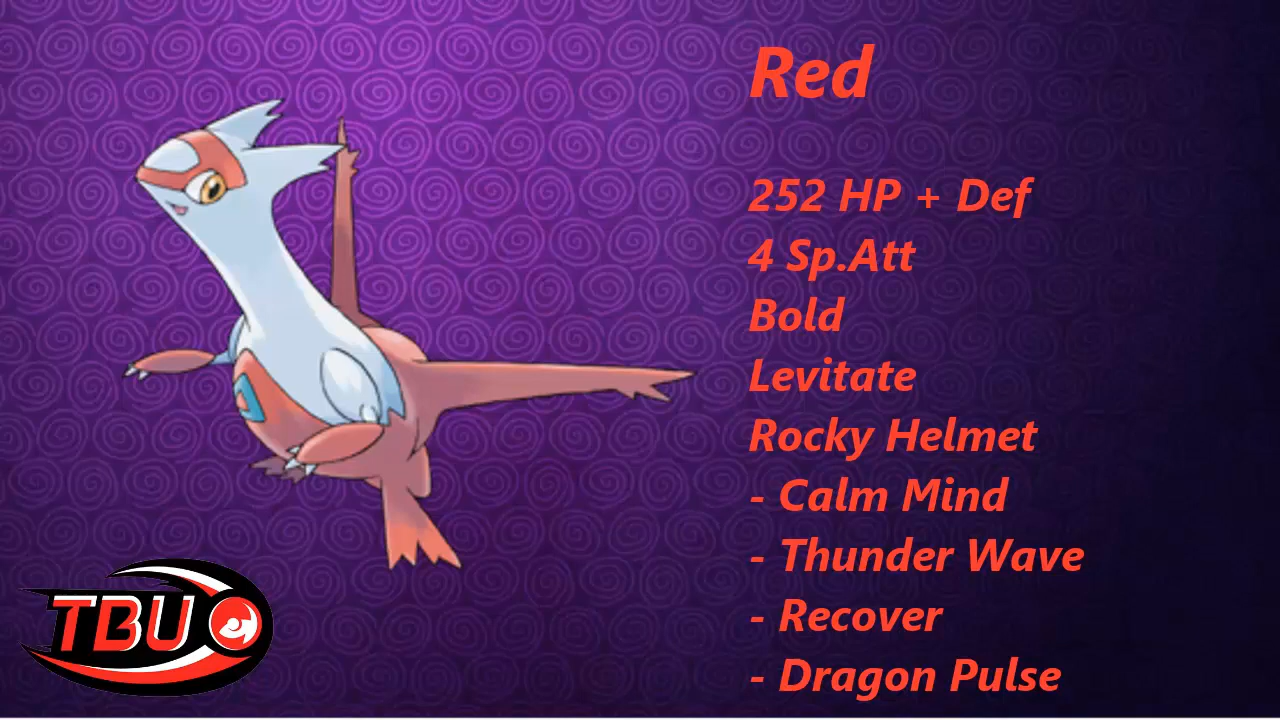 Red
252 HP + Def
4 Sp.Att
Bold
Levitate
Rocky Helmet
- Calm Mind
- Thunder Wave
- Recover
- Dragon Pulse
TBU